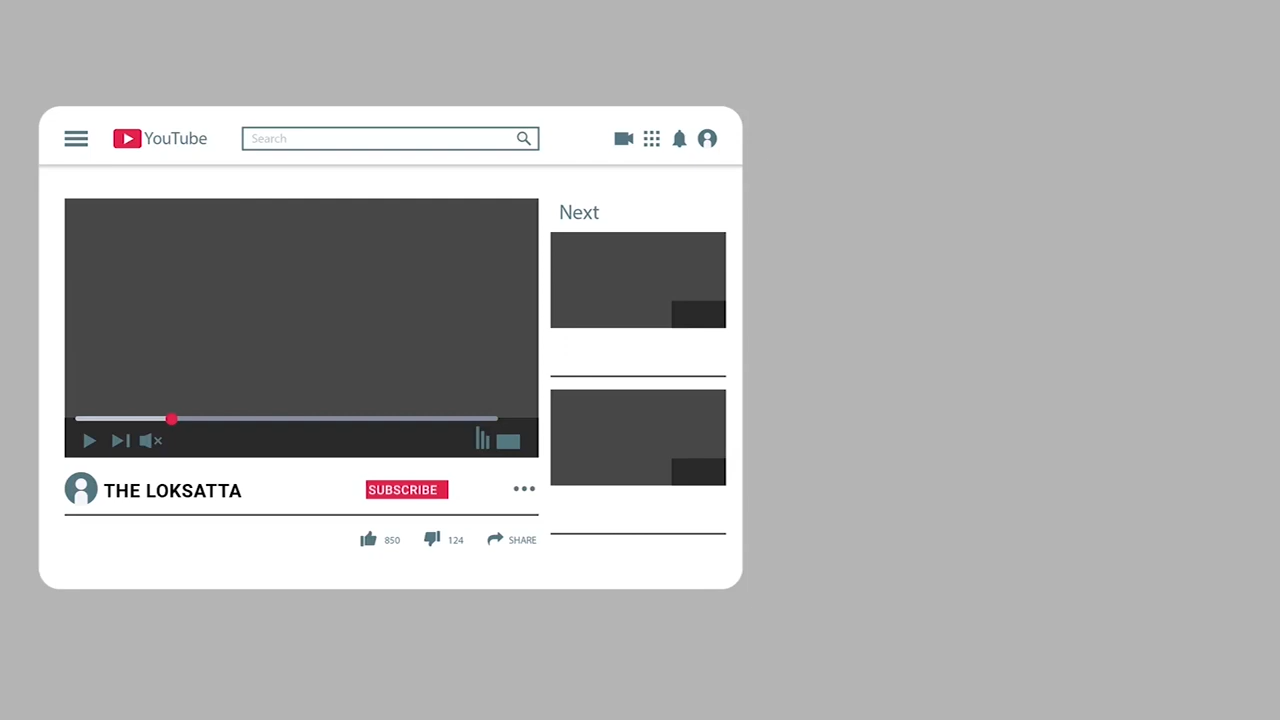 YouTube
Search
Next
THE LOKSATTA
SUBSCRIBE
850
124
SHARE